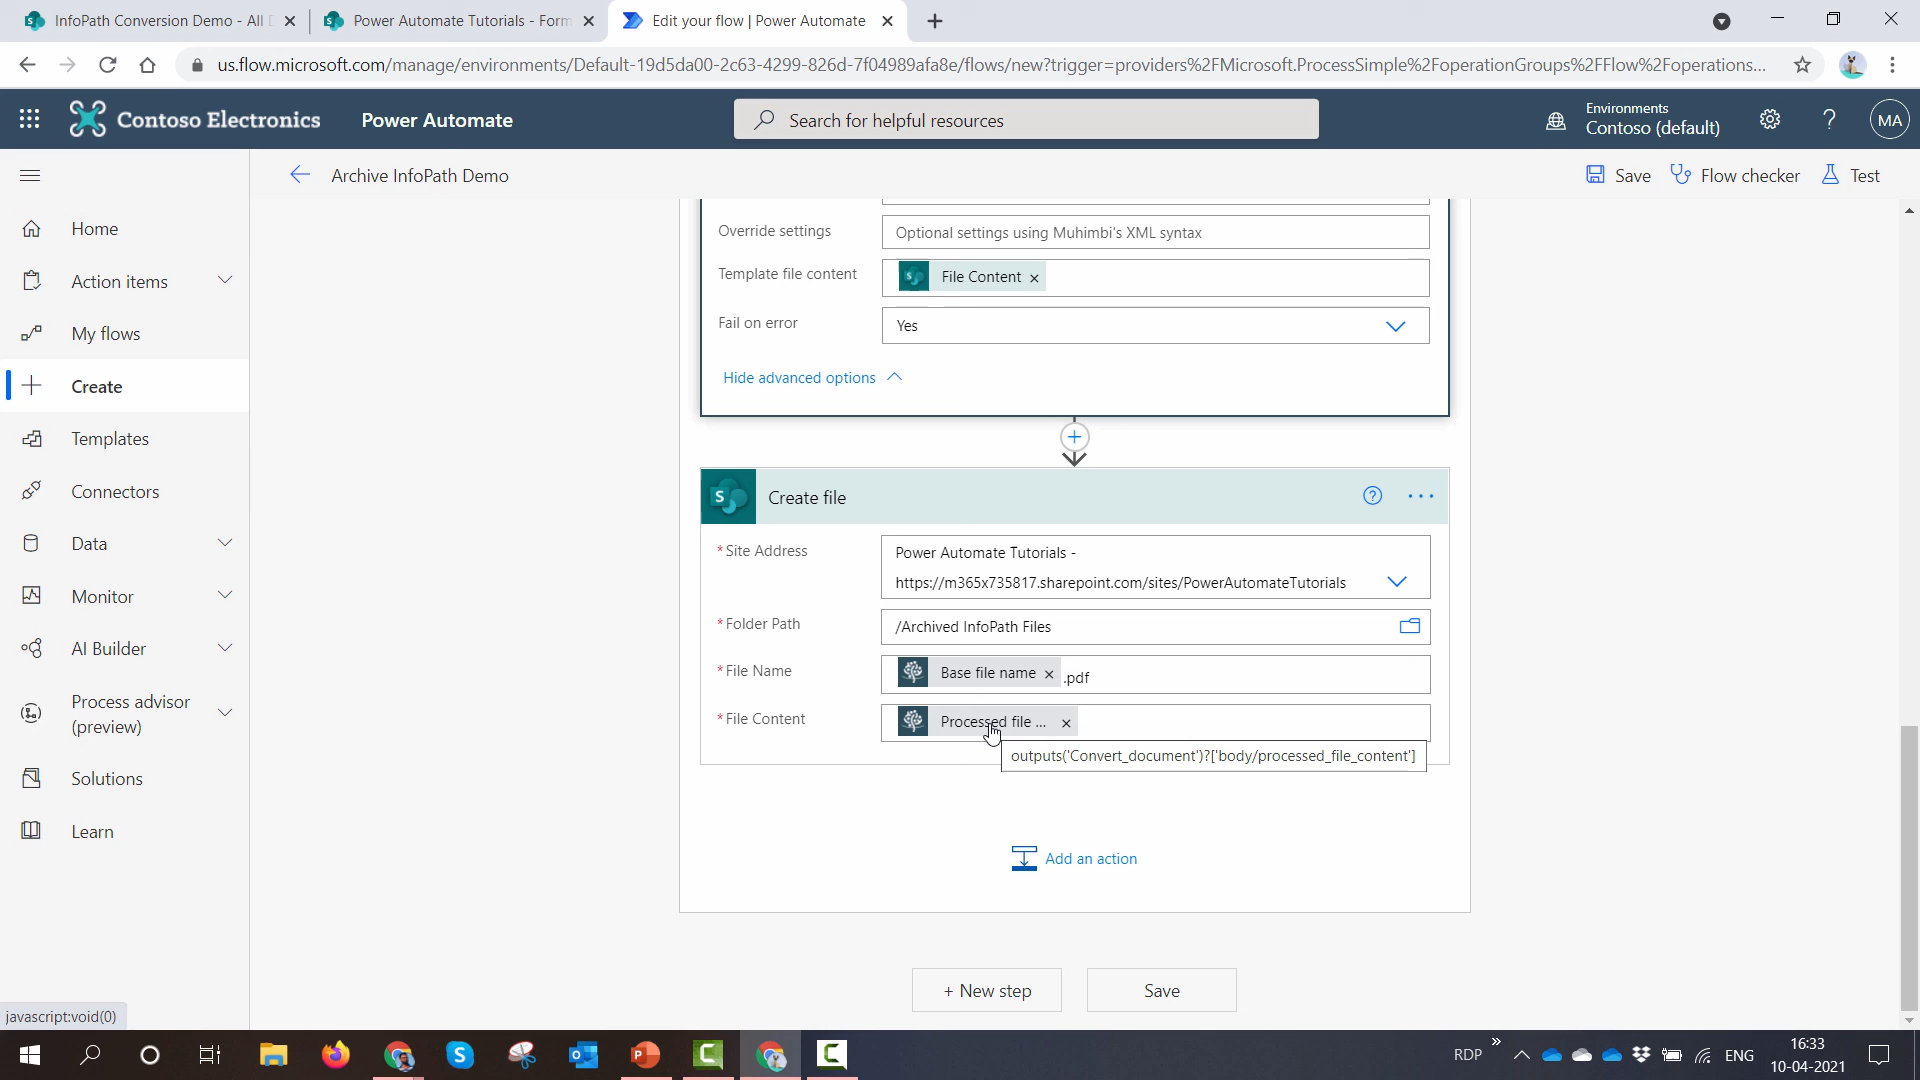 InfoPath Conversion Demo - All D
Power Automate Tutorials - Form
Edit your flow | Power Automate
us.flow.microsoft.com/manage/environments/Default-19d5da00-2c63-4299-826d-7f04989afa8e/flows/new?trigger=providers%2FMicrosoft.ProcessSimple%2FoperationGroups%2FFlow%2Foperations...
Contoso Electronics
Power Automate
Search for helpful resources
Environments
Contoso (default)
MA
Archive InfoPath Demo
Save
Flow checker
Test
Home
Action items
My flows
Create
Templates
Connectors
Data
Monitor
AI Builder
Process advisor
(preview)
Solutions
Learn
Override settings
Optional settings using Muhimbi's XML syntax
Template file content
File Content
Fail on error
Yes
Hide advanced options
Create file
*Site Address
Power Automate Tutorials -
https://m365x735817.sharepoint.com/sites/PowerAutomateTutorials
*Folder Path
/Archived InfoPath Files
*File Name
Base file name
.pdf
*File Content
Processed file ...
outputs('Convert_document')?['body/processed_file_content']
Add an action
+ New step
Save
javascript:void(0)
RDP
ENG
16:33
10-04-2021